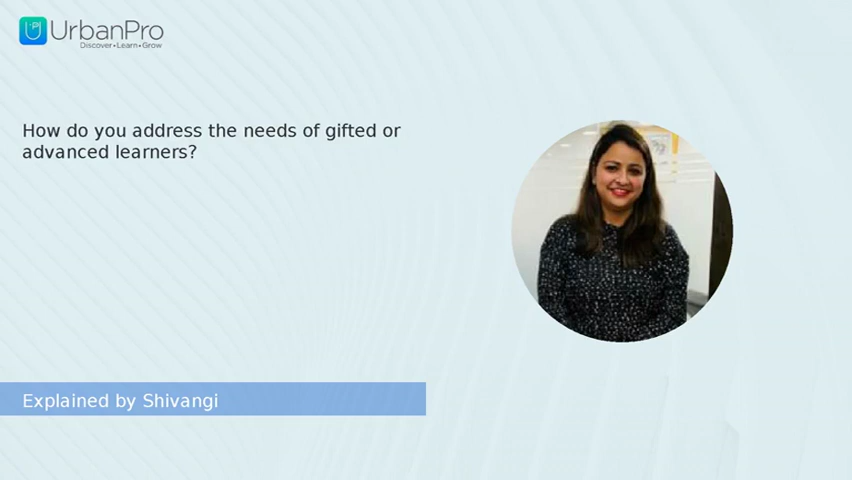 UrbanPro
Discover•Learn•Grow
How do you address the needs of gifted or
advanced learners?
Explained by Shivangi